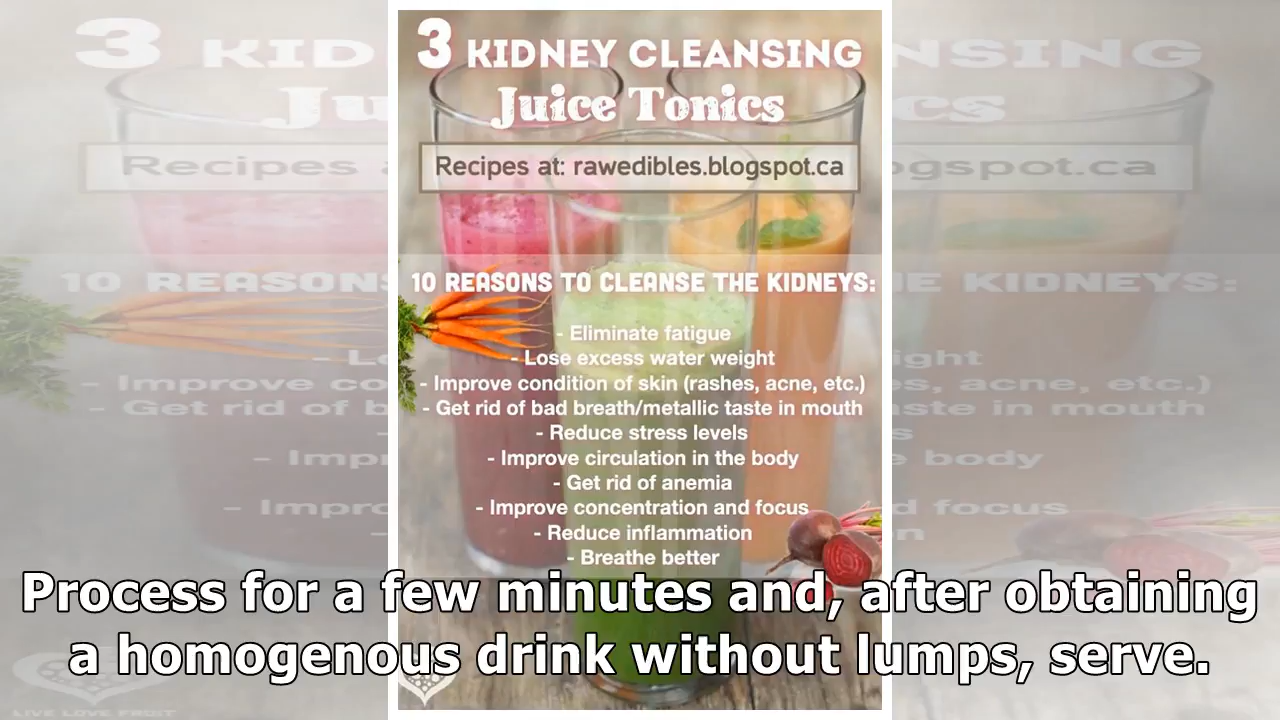 3 KIDNEY CLEANSING
Juice Tonics
Recipes at: rawedibles.blogspot.ca
10 REASONS TO CLEANSE THE KIDNEYS:
- Eliminate fatigue
- Lose excess water weight
- Improve condition of skin (rashes, acne, etc.)
- Get rid of bad breath/metallic taste in mouth
- Reduce stress levels
- Improve circulation in the body
- Get rid of anemia
- Improve concentration and focus
- Reduce inflammation
- Breathe better
Process for a few minutes and, after obtaining
a homogenous drink without lumps, serve.
LIVE LOVE FRUIT